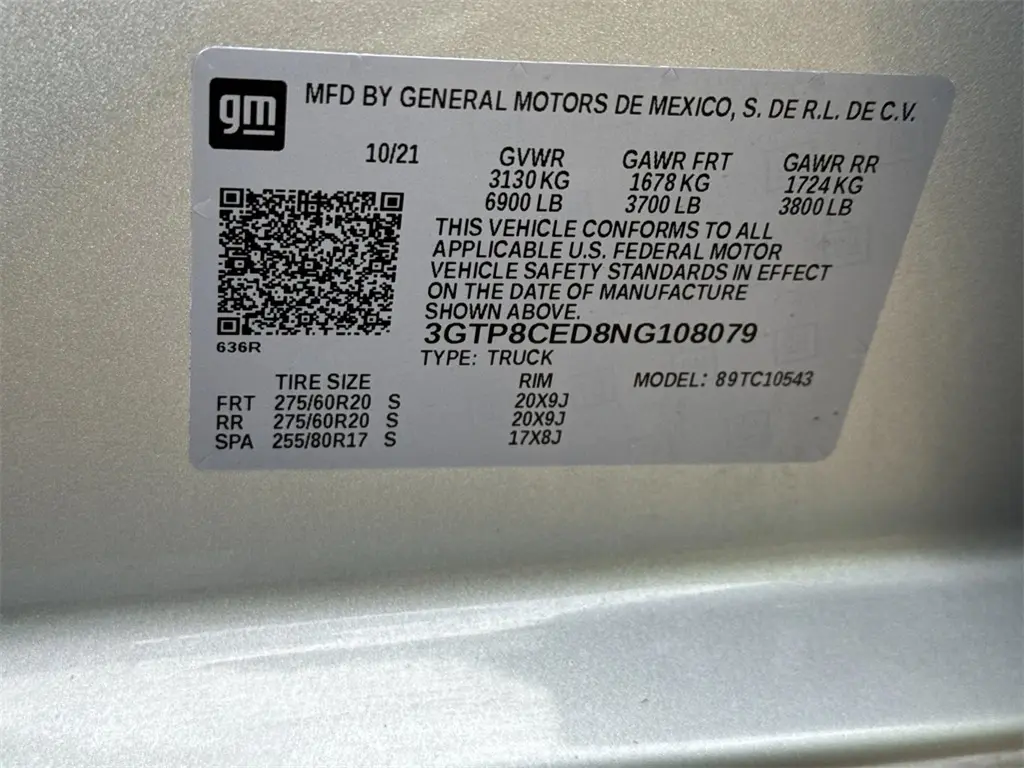 gm
MFD BY GENERAL MOTORS DE MEXICO, S. DE R.L. DE C.V.
10/21 GVWR GAWR FRT GAWR RR
3130 KG 1678 KG 1724 KG
6900 LB 3700 LB 3800 LB
THIS VEHICLE CONFORMS TO ALL
APPLICABLE U.S. FEDERAL MOTOR
VEHICLE SAFETY STANDARDS IN EFFECT
ON THE DATE OF MANUFACTURE
SHOWN ABOVE.
3GTP8CED8NG108079
636R
TYPE: TRUCK
TIRE SIZE RIM MODEL: 89TC10543
FRT 275/60R20 S 20X9J
RR 275/60R20 S 20X9J
SPA 255/80R17 S 17X8J